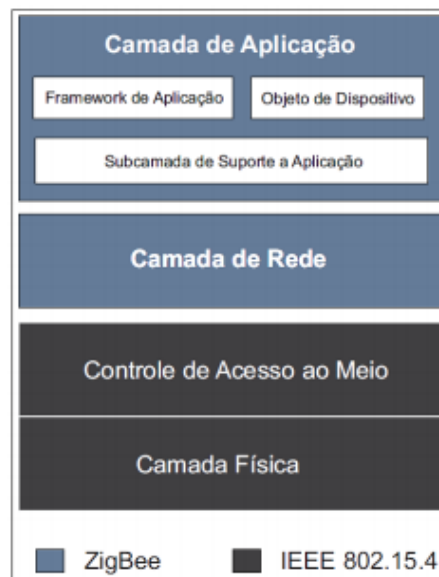 Camada de Aplicação
Framework de Aplicação
Objeto de Dispositivo
Subcamada de Suporte a Aplicação
Camada de Rede
Controle de Acesso ao Meio
Camada Física
ZigBee
IEEE 802.15.4